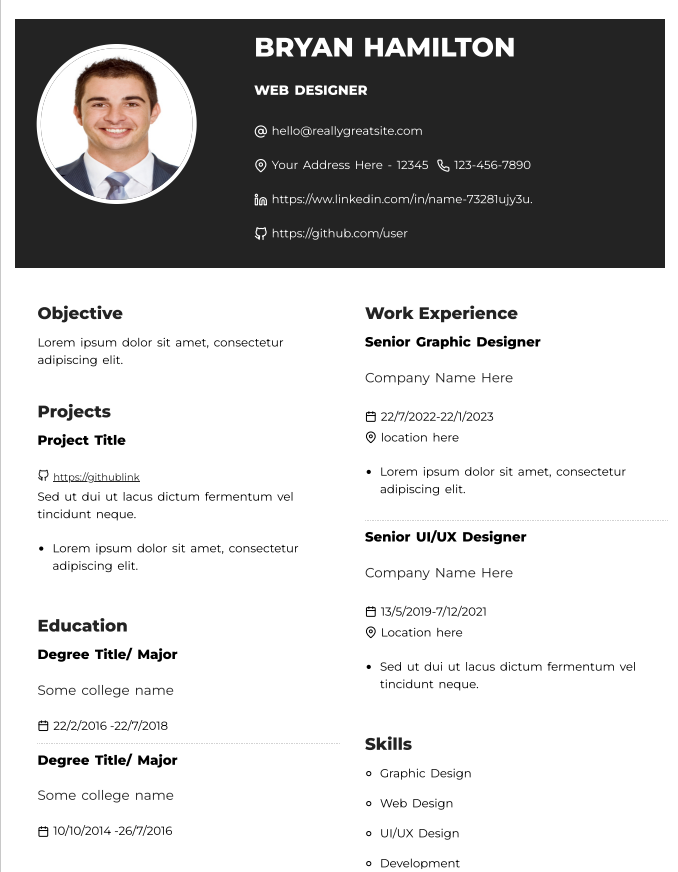 BRYAN HAMILTON
WEB DESIGNER
hello@reallygreatsite.com
Your Address Here - 12345 123-456-7890
https://ww.linkedin.com/in/name-73281ujy3u.
https://github.com/user
Objective
Lorem ipsum dolor sit amet, consectetur
adipiscing elit.
Projects
Project Title
https://githublink
Sed ut dui ut lacus dictum fermentum vel
tincidunt neque.
• Lorem ipsum dolor sit amet, consectetur
adipiscing elit.
Education
Degree Title/ Major
Some college name
22/2/2016 -22/7/2018
Degree Title/ Major
Some college name
10/10/2014 -26/7/2016
Work Experience
Senior Graphic Designer
Company Name Here
22/7/2022-22/1/2023
location here
• Lorem ipsum dolor sit amet, consectetur
adipiscing elit.
Senior UI/UX Designer
Company Name Here
13/5/2019-7/12/2021
Location here
• Sed ut dui ut lacus dictum fermentum vel
tincidunt neque.
Skills
Graphic Design
Web Design
UI/UX Design
Development